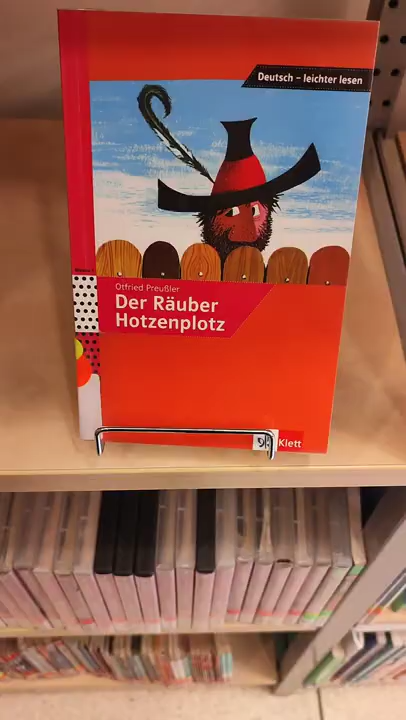 Deutsch – leichter lesen
Otfried Preußler
Der Räuber
Hotzenplotz
Klett